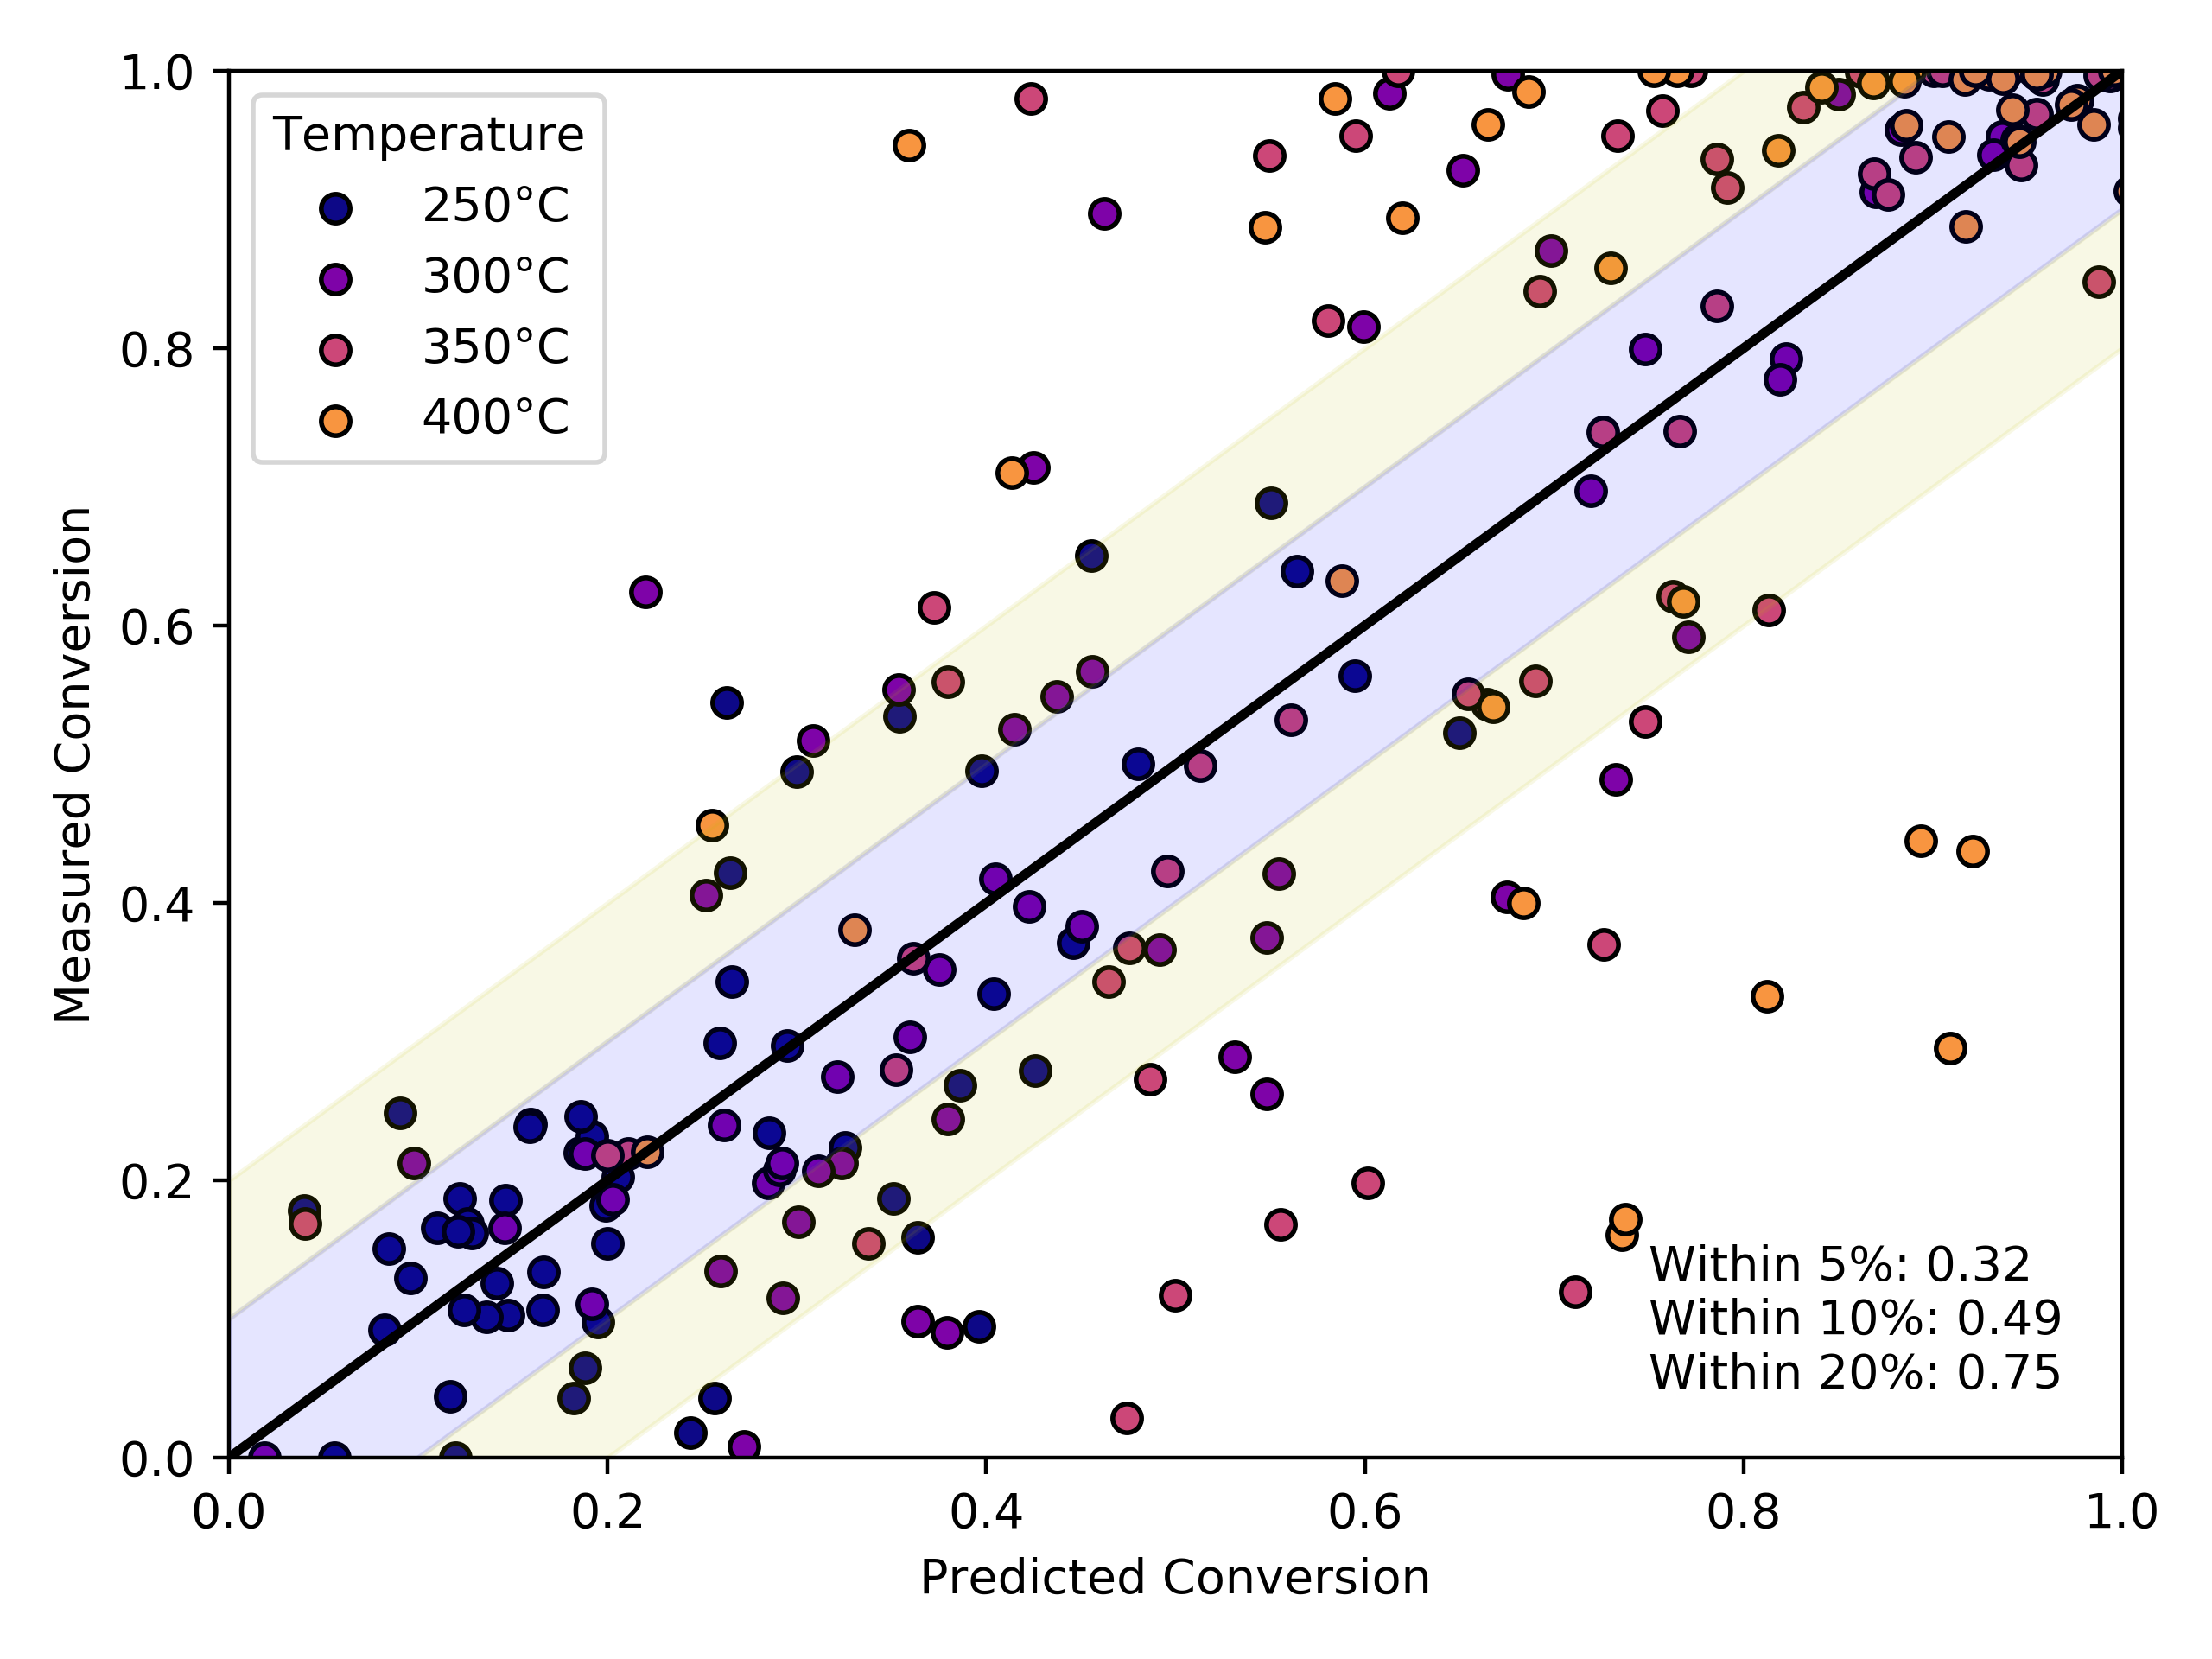 1.0
0.8
0.6
0.4
0.2
0.0
Measured Conversion
Temperature
250°C
300°C
350°C
400°C
Within 5%: 0.32
Within 10%: 0.49
Within 20%: 0.75
0.0 0.2 0.4 0.6 0.8 1.0
Predicted Conversion